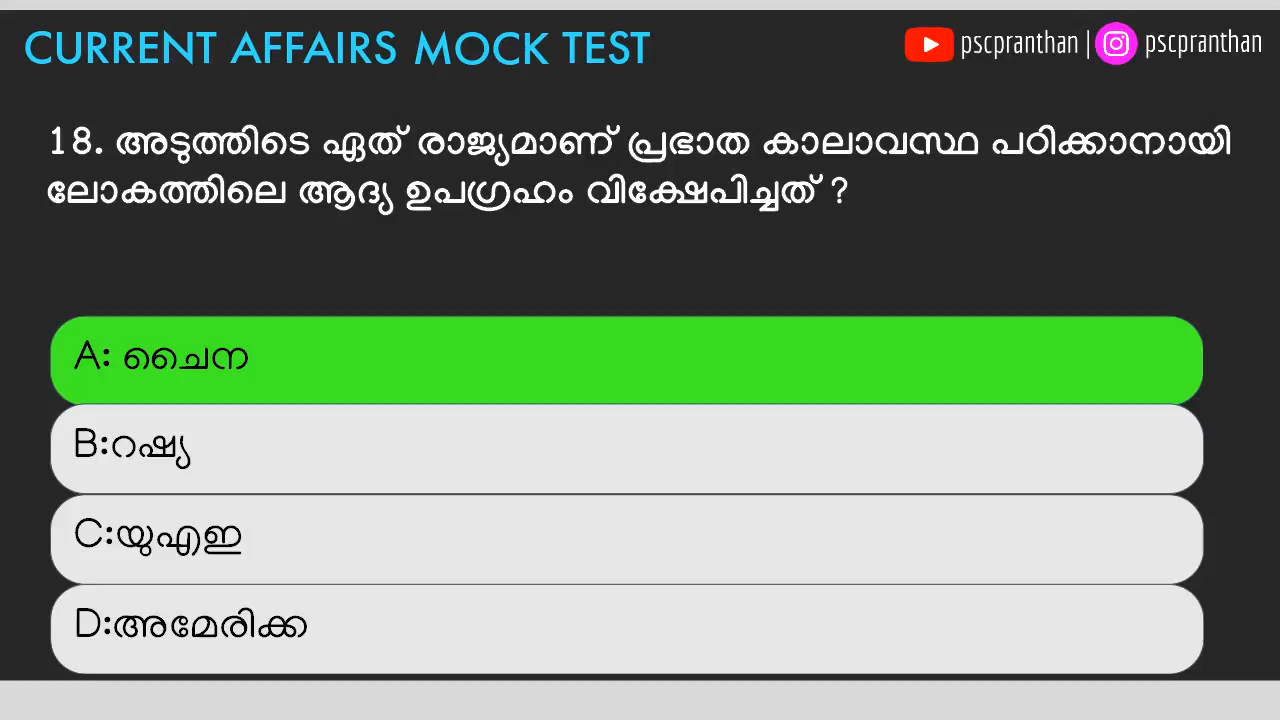 CURRENT AFFAIRS MOCK TEST
pscpranthan | pscpranthan
18. അടുത്തിടെ ഏത് രാജ്യമാണ് പ്രഭാത കാലാവസ്ഥ പഠിക്കാനായി
ലോകത്തിലെ ആദ്യ ഉപഗ്രഹം വിക്ഷേപിച്ചത് ?
A: ചൈന
B:റഷ്യ
C:യുഎഇ
D:അമേരിക്ക